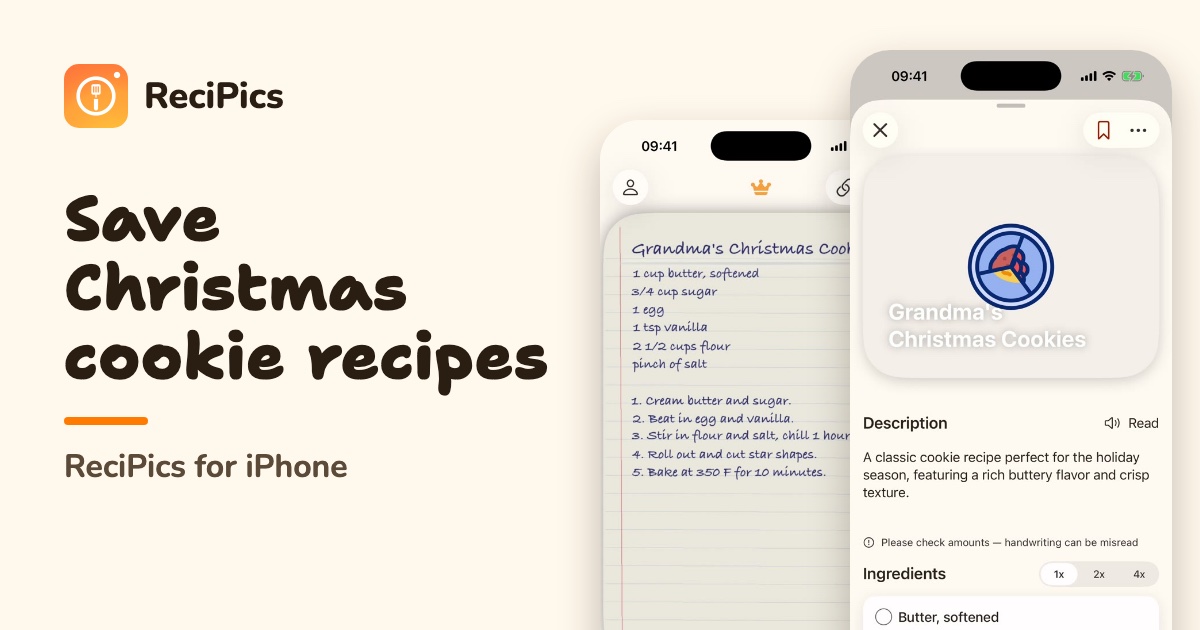 ReciPics
Save
Christmas
cookie recipes
ReciPics for iPhone
09:41
Grandma's Christmas
1 cup butter, softened
3/4 cup sugar
1 egg
1 tsp vanilla
2 1/2 cups flour
pinch of salt
1. Cream butter and sugar.
2. Beat in egg and vanilla.
3. Stir in flour and salt, chill 1 hour
4. Roll out and cut star shapes.
5. Bake at 350 F for 10 minutes.
09:41
Grandma's
Christmas Cookies
Description
Read
A classic cookie recipe perfect for the holiday
season, featuring a rich buttery flavor and crisp
texture.
Please check amounts — handwriting can be misread
Ingredients
1x 2x 4x
Butter, softened